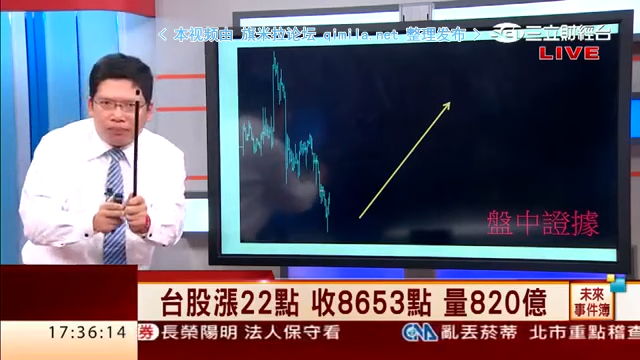 < 本视频由 旗米拉论坛 qimila.net 整理发布 >
SET 三立財經台
LIVE
盤中證據
台股漲22點 收8653點 量820億
未來
事件簿
17:36:14 券 長榮陽明 法人保守看 CNA 亂丟菸蒂 北市重點稽查